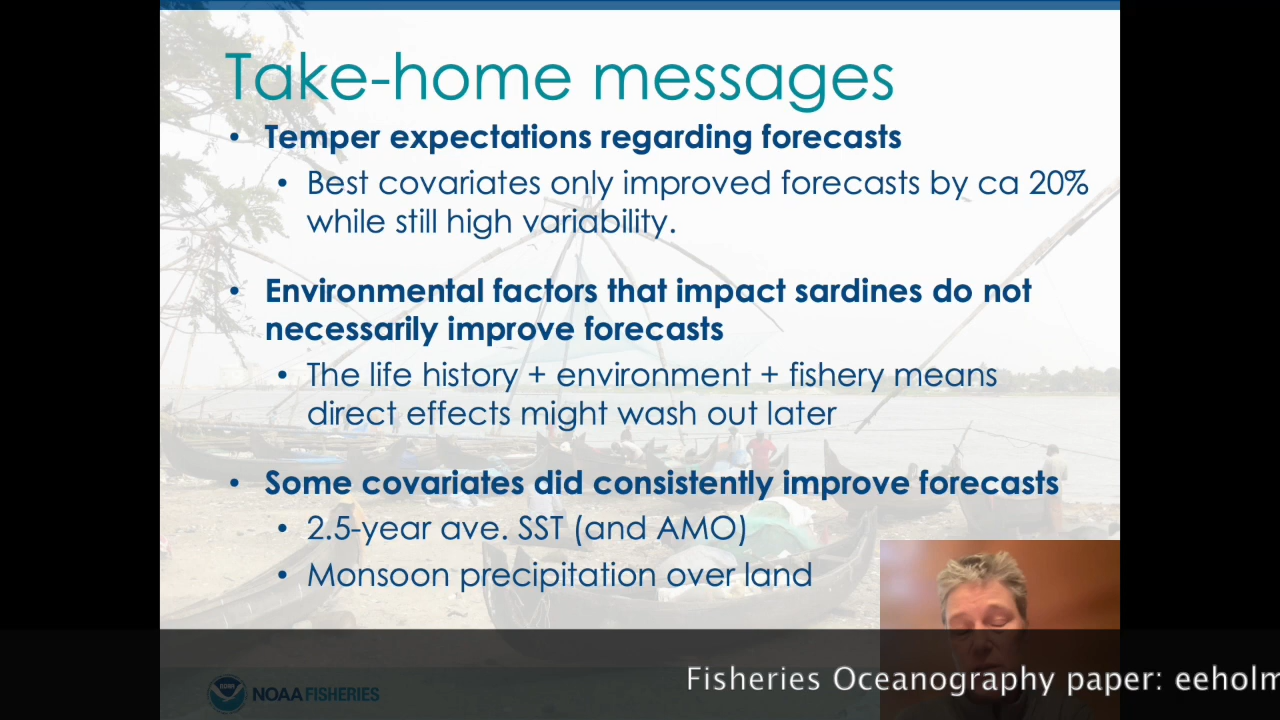 Take-home messages
• Temper expectations regarding forecasts
• Best covariates only improved forecasts by ca 20%
while still high variability.
• Environmental factors that impact sardines do not
necessarily improve forecasts
• The life history + environment + fishery means
direct effects might wash out later
• Some covariates did consistently improve forecasts
• 2.5-year ave. SST (and AMO)
• Monsoon precipitation over land
Fisheries Oceanography paper: eeholm
NOAA
NOAA FISHERIES